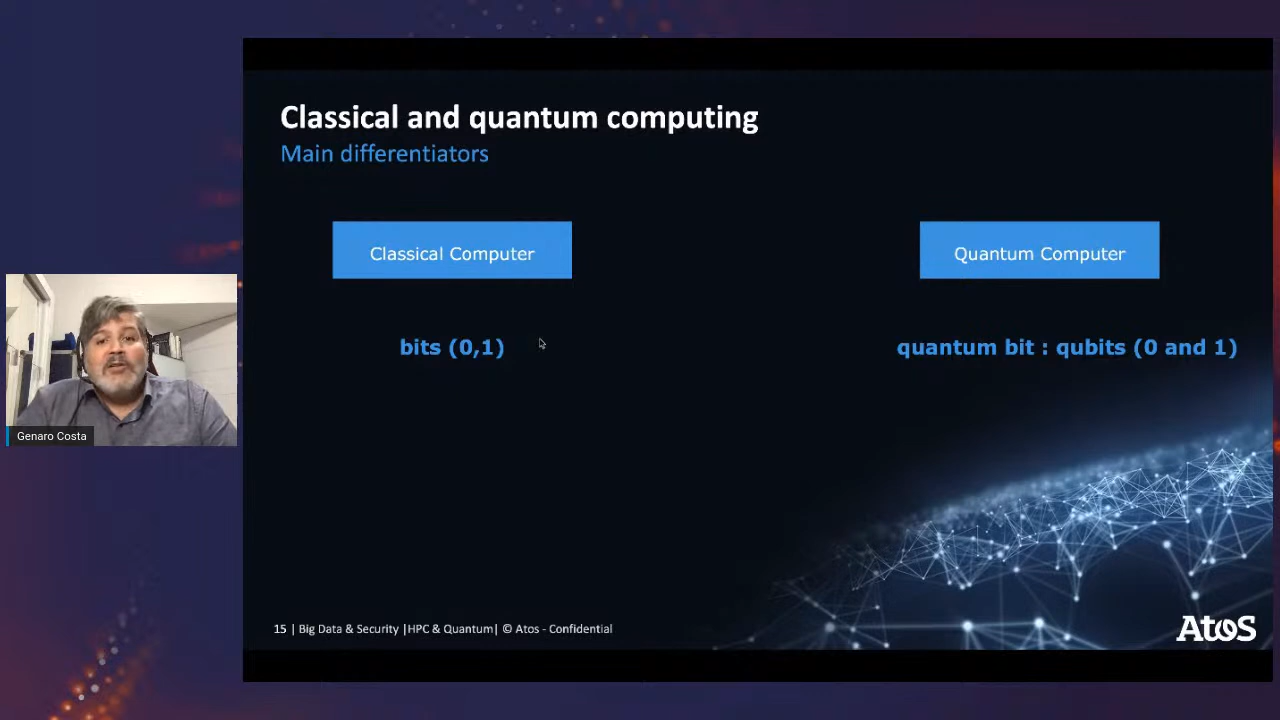 Classical and quantum computing
Main differentiators
Classical Computer
Quantum Computer
bits (0,1)
quantum bit : qubits (0 and 1)
Genaro Costa
15 | Big Data & Security |HPC & Quantum| © Atos - Confidential
Atos